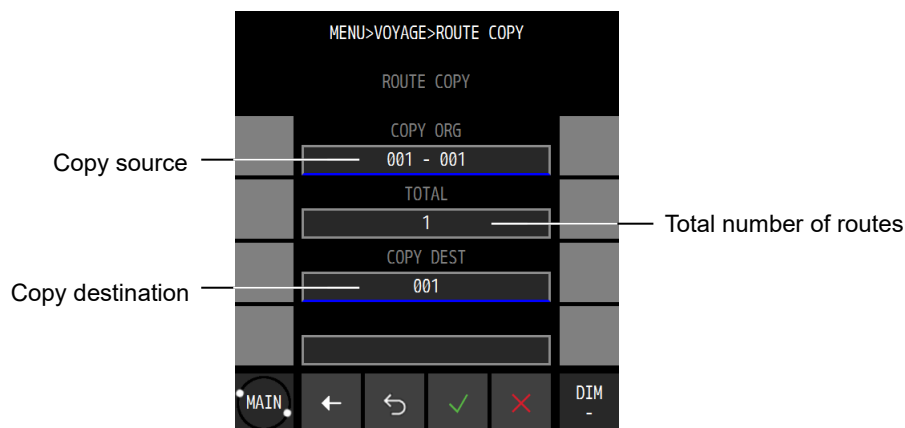 MENU>VOYAGE>ROUTE COPY
ROUTE COPY
COPY ORG
Copy source
001 - 001
TOTAL
1
Total number of routes
COPY DEST
Copy destination
001
MAIN
DIM
-